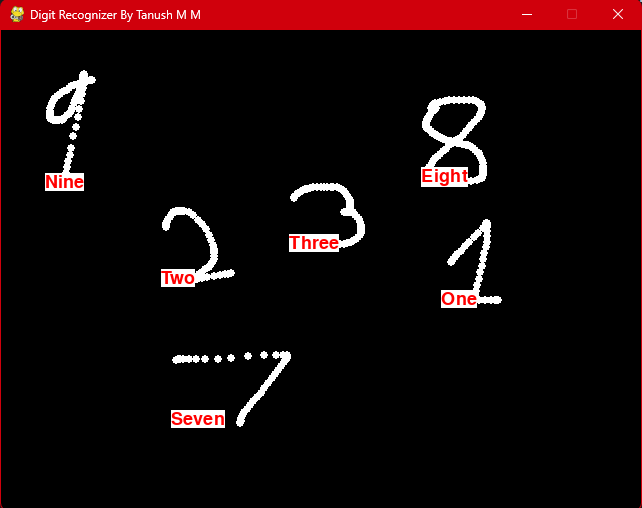 Digit Recognizer By Tanush M M
9
Nine
8
Eight
2
Two
3
Three
1
One
7
Seven